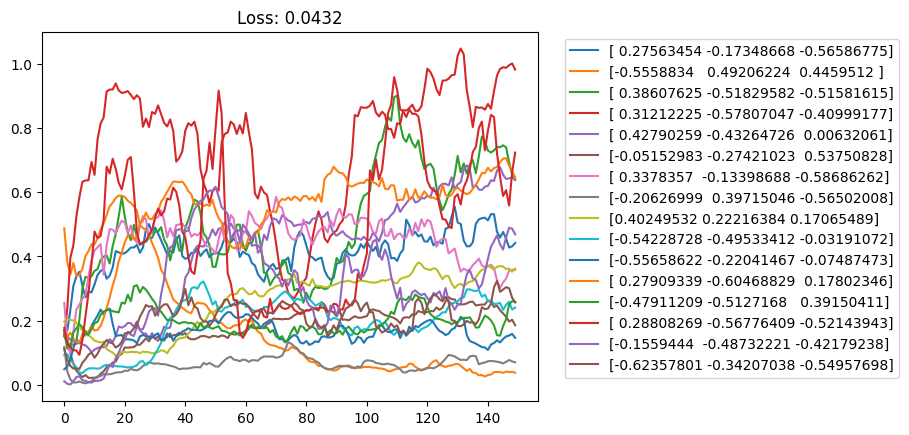 Loss: 0.0432
1.0
0.8
0.6
0.4
0.2
0.0
0 20 40 60 80 100 120 140
[ 0.27563454 -0.17348668 -0.56586775]
[-0.5558834 0.49206224 0.4459512 ]
[ 0.38607625 -0.51829582 -0.51581615]
[ 0.31212225 -0.57807047 -0.40999177]
[ 0.42790259 -0.43264726 0.00632061]
[-0.05152983 -0.27421023 0.53750828]
[ 0.3378357 -0.13398688 -0.58686262]
[-0.20626999 0.39715046 -0.56502008]
[0.40249532 0.22216384 0.17065489]
[-0.54228728 -0.49533412 -0.03191072]
[-0.55658622 -0.22041467 -0.07487473]
[ 0.27909339 -0.60468829 0.17802346]
[-0.47911209 -0.5127168 0.39150411]
[ 0.28808269 -0.56776409 -0.52143943]
[-0.1559444 -0.48732221 -0.42179238]
[-0.62357801 -0.34207038 -0.54957698]